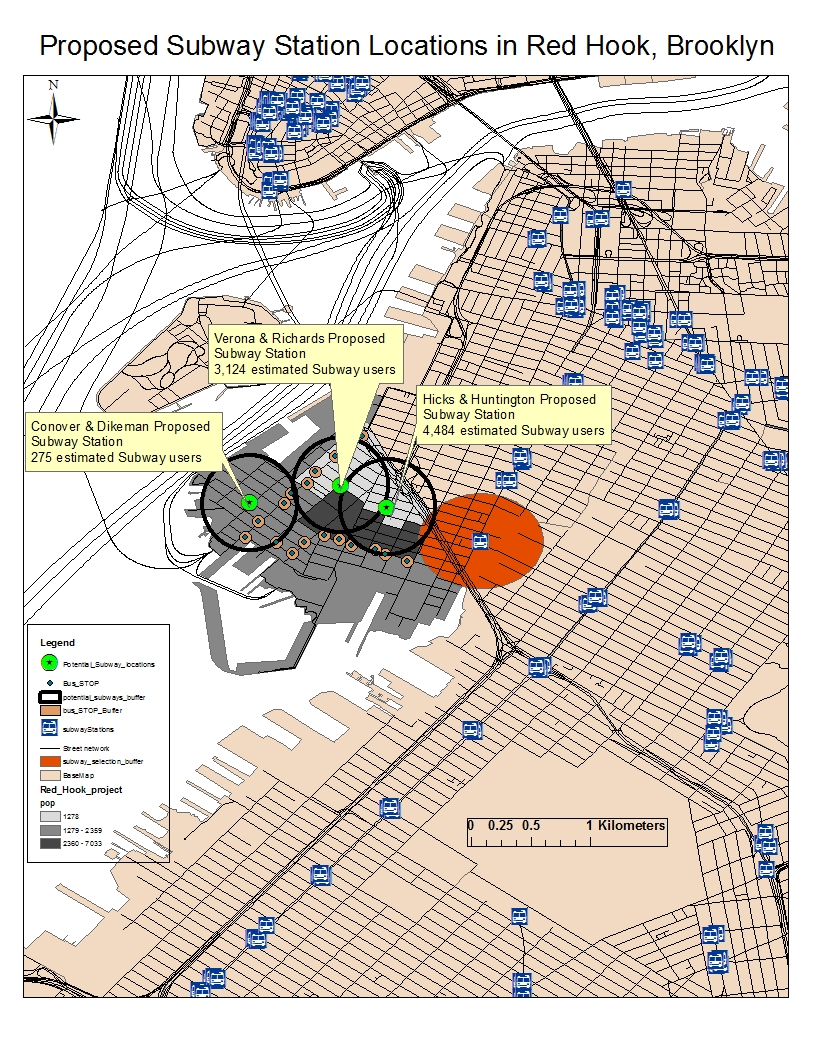 Proposed Subway Station Locations in Red Hook, Brooklyn
N
Verona & Richards Proposed
Subway Station
3,124 estimated Subway users
Hicks & Huntington Proposed
Subway Station
4,484 estimated Subway users
Conover & Dikeman Proposed
Subway Station
275 estimated Subway users
Legend
Potential_Subway_locations
Bus_STOP
potential_subways_buffer
bus_STOP_Buffer
subwayStations
Street network
subway_selection_buffer
BaseMap
Red_Hook_project
pop
1278
1279 - 2359
2360 - 7033
0 0.25 0.5 1 Kilometers